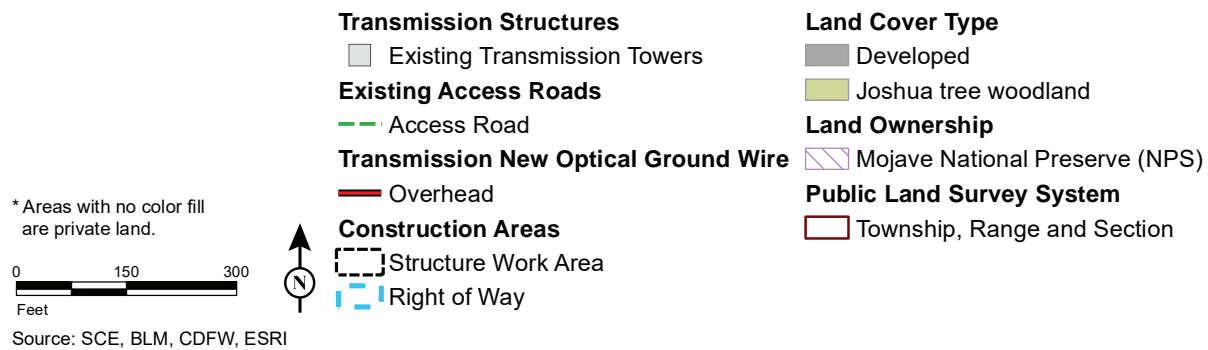 Transmission Structures
Existing Transmission Towers
Existing Access Roads
Access Road
Transmission New Optical Ground Wire
Overhead
Construction Areas
Structure Work Area
Right of Way
Land Cover Type
Developed
Joshua tree woodland
Land Ownership
Mojave National Preserve (NPS)
Public Land Survey System
Township, Range and Section
* Areas with no color fill
are private land.
0 150 300
Feet
N
Source: SCE, BLM, CDFW, ESRI